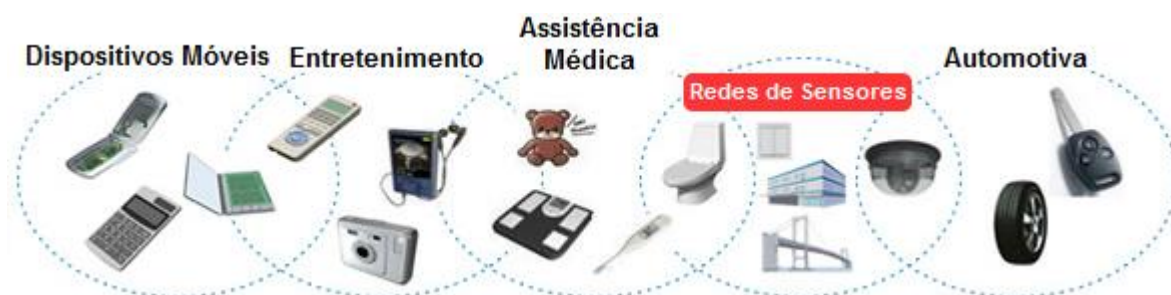 Dispositivos Móveis
Entretenimento
Assistência
Médica
Redes de Sensores
Automotiva